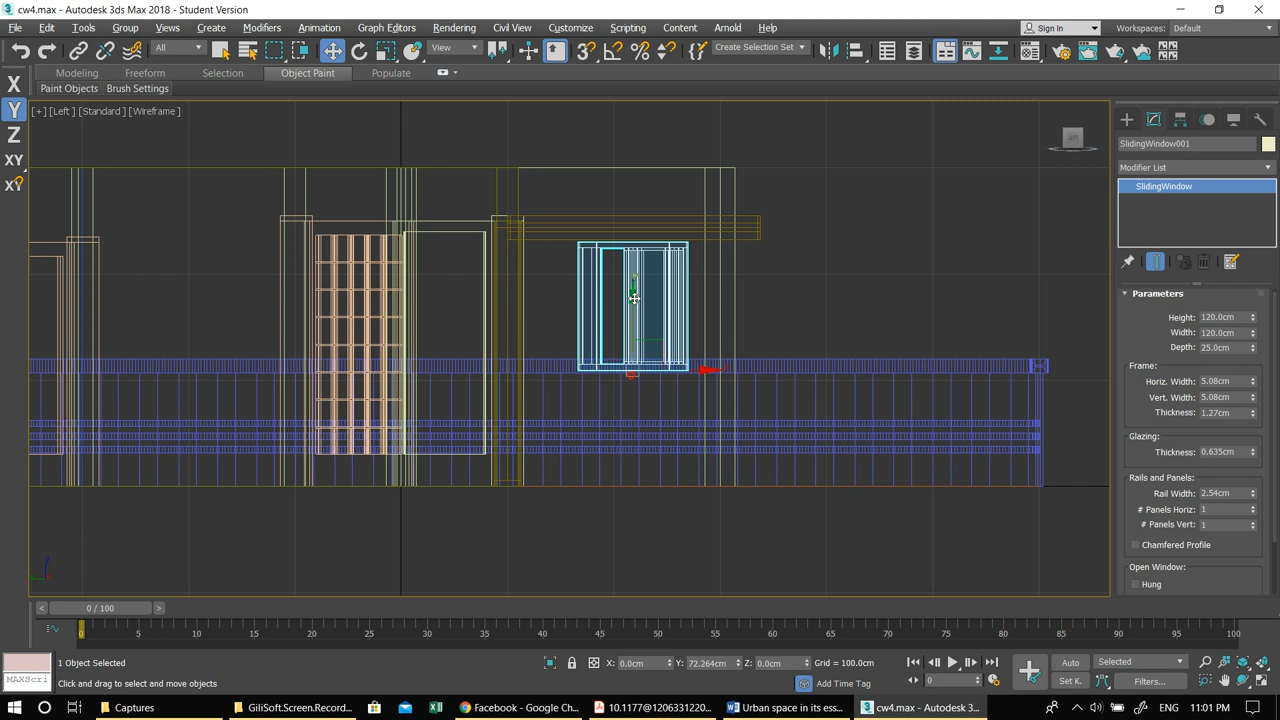 cw4.max - Autodesk 3ds Max 2018 - Student Version
File Edit Tools Group Views Create Modifiers Animation Graph Editors Rendering Civil View Customize Scripting Content Arnold Help Sign In Workspaces: Default
All View Create Selection Set
Modeling Freeform Selection Object Paint Populate
Paint Objects Brush Settings
X
Y
Z
XY
XY
[+] [Left] [Standard] [Wireframe]
SlidingWindow001
Modifier List
SlidingWindow
Parameters
Height: 120.0cm
Width: 120.0cm
Depth: 25.0cm
Frame:
Horiz. Width: 5.08cm
Vert. Width: 5.08cm
Thickness: 1.27cm
Glazing:
Thickness: 0.635cm
Rails and Panels:
Rail Width: 2.54cm
# Panels Horiz: 1
# Panels Vert: 1
Chamfered Profile
Open Window:
Hung
0 / 100
0 5 10 15 20 25 30 35 40 45 50 55 60 65 70 75 80 85 90 95 100
1 Object Selected X: 0.0cm Y: 72.264cm Z: 0.0cm Grid = 100.0cm Auto Selected
MAXScri Click and drag to select and move objects Add Time Tag 0 Set K. Filters...
Captures GiliSoft.Screen.Record... Facebook - Google Ch... 10.1177@1206331220... Urban space in its ess... cw4.max - Autodesk 3... 11:01 PM